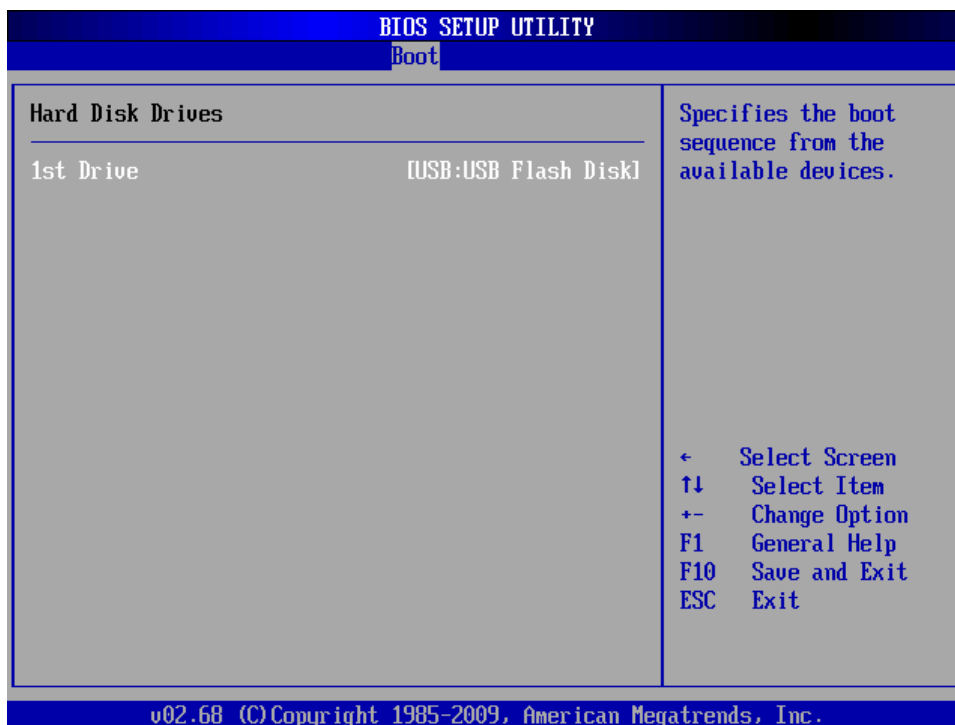 BIOS SETUP UTILITY
Boot
Hard Disk Drives
1st Drive [USB:USB Flash Disk]
Specifies the boot
sequence from the
available devices.
← Select Screen
↑↓ Select Item
+- Change Option
F1 General Help
F10 Save and Exit
ESC Exit
v02.68 (C)Copyright 1985-2009, American Megatrends, Inc.